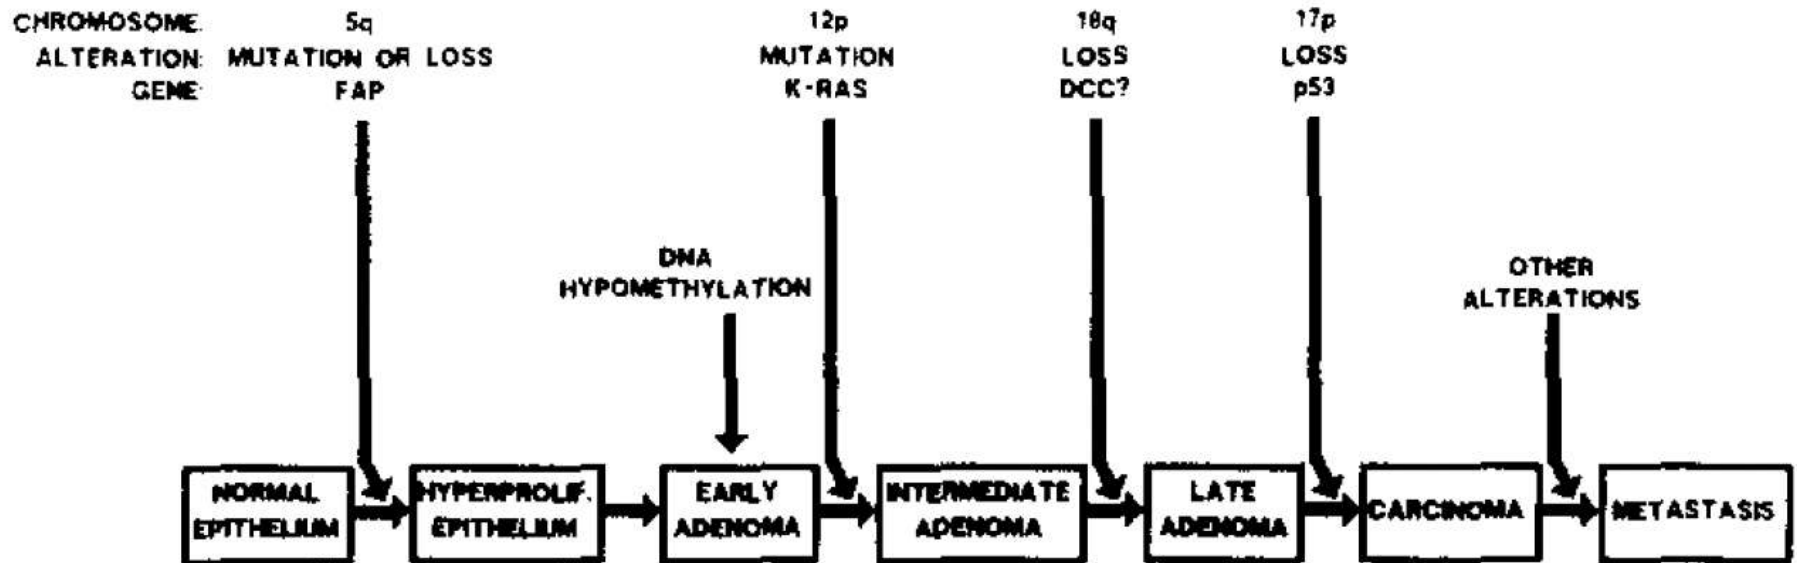 CHROMOSOME: 5q 12p 18q 17p
ALTERATION: MUTATION OR LOSS MUTATION LOSS LOSS
GENE: FAP K-RAS DCC? p53
DNA
HYPOMETHYLATION
OTHER
ALTERATIONS
NORMAL
EPITHELIUM
HYPERPROLIF.
EPITHELIUM
EARLY
ADENOMA
INTERMEDIATE
ADENOMA
LATE
ADENOMA
CARCINOMA
METASTASIS